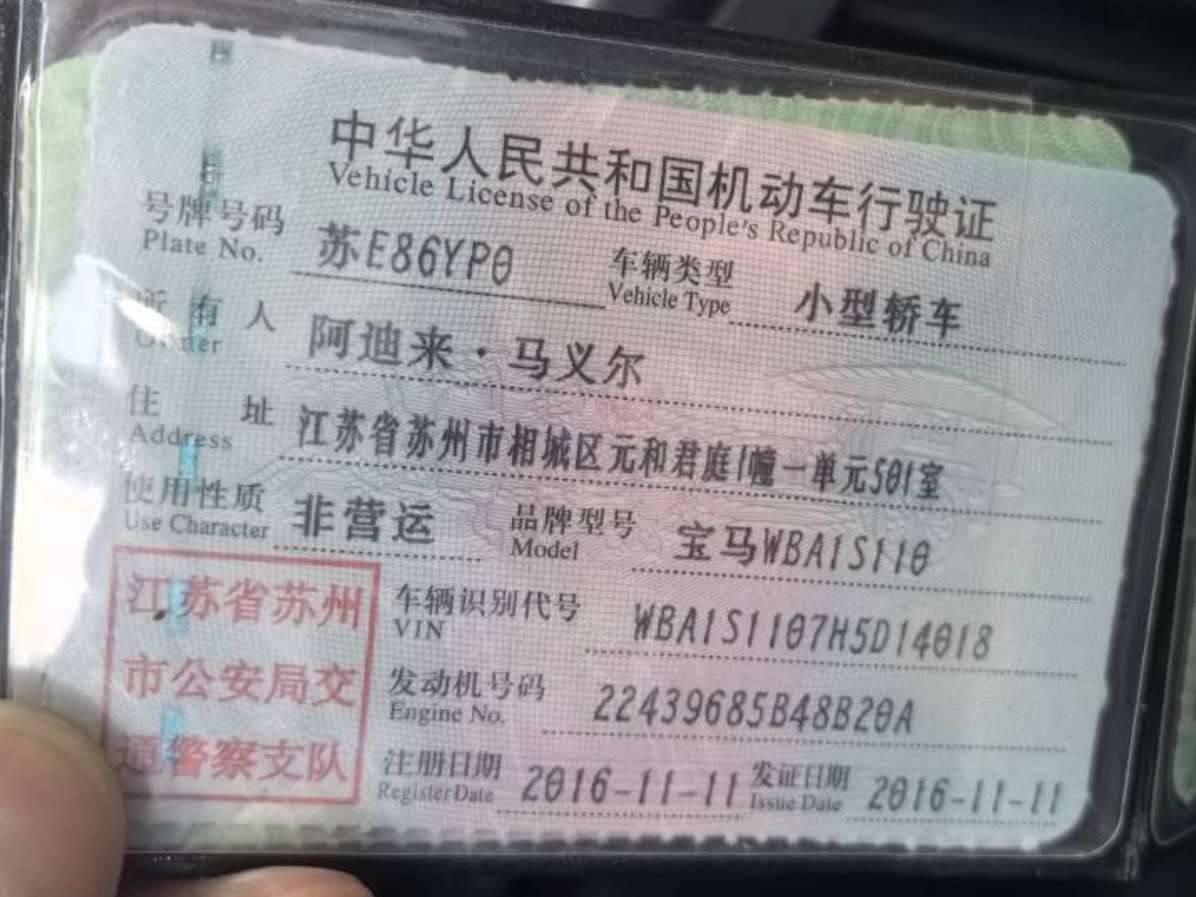 中华人民共和国机动车行驶证
Vehicle License of the People's Republic of China
号牌号码 苏E86YP0 车辆类型 小型轿车
Plate No. Vehicle Type
所有人 阿迪来·马义尔
Owner
住址 江苏省苏州市相城区元和君庭1幢一单元501室
Address
使用性质 非营运 品牌型号 宝马WBA1S110
Use Character Model
江苏省苏州
市公安局交
通警察支队
车辆识别代号 WBA1S1107H5D14018
VIN
发动机号码 22439685B48B20A
Engine No.
注册日期 2016-11-11 发证日期 2016-11-11
Register Date Issue Date